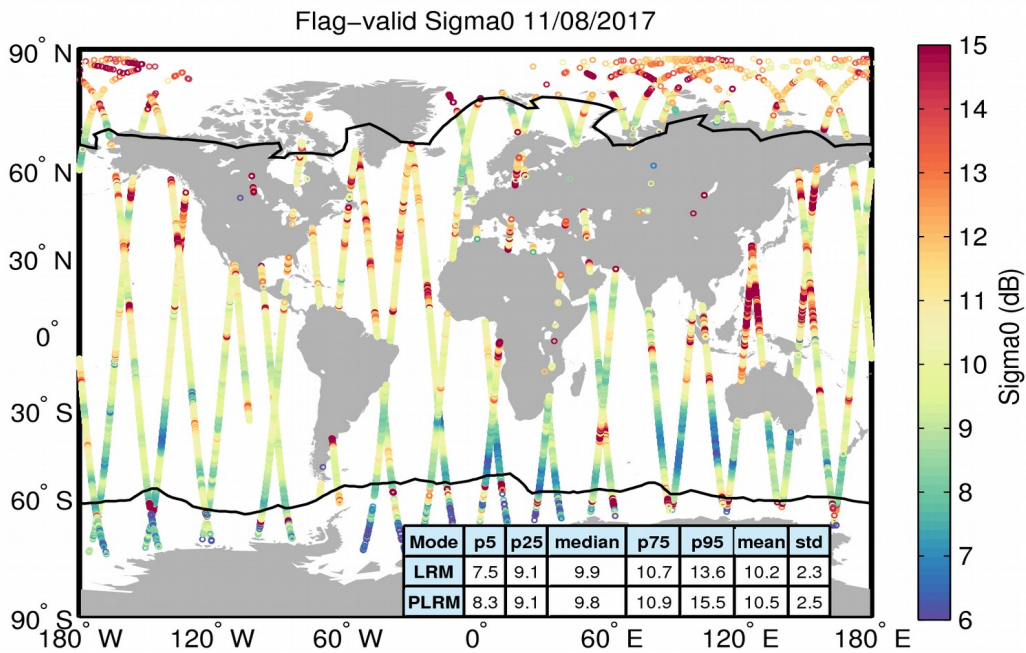 Flag−valid Sigma0 11/08/2017
90° N
60° N
30° N
0°
30° S
60° S
90° S
180° W
120° W
60° W
0°
60° E
120° E
180° E
Mode p5 p25 median p75 p95 mean std
LRM 7.5 9.1 9.9 10.7 13.6 10.2 2.3
PLRM 8.3 9.1 9.8 10.9 15.5 10.5 2.5
15
14
13
12
11
10
9
8
7
6
Sigma0 (dB)